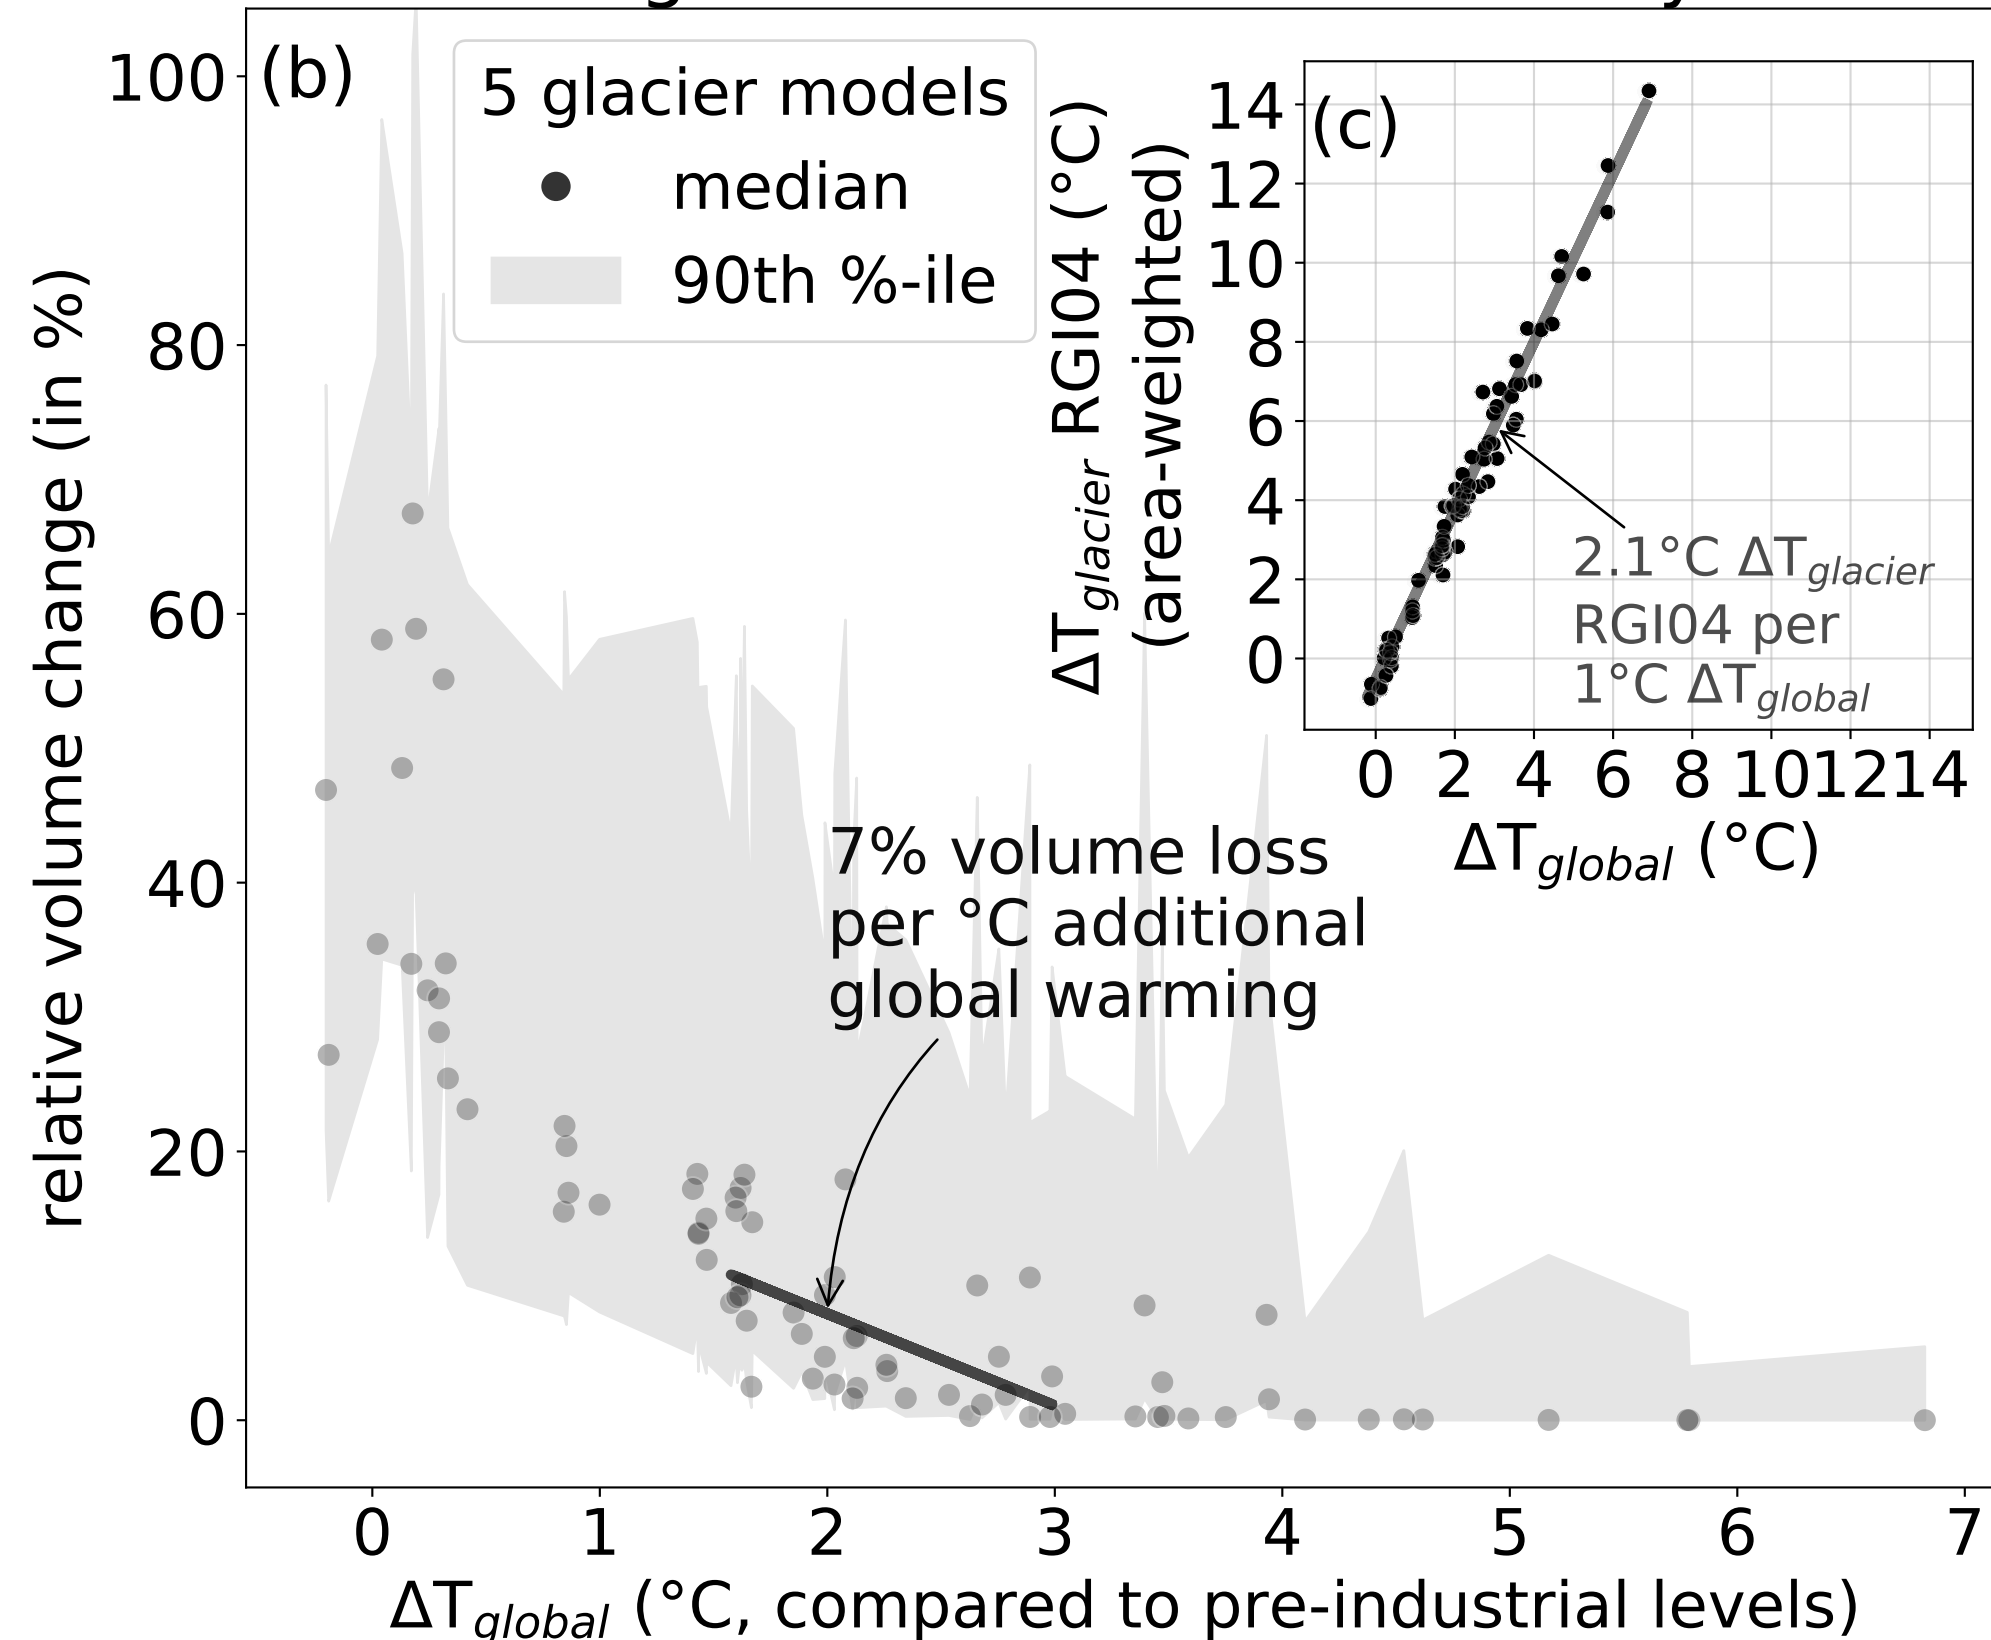 (b)
5 glacier models
median
90th %-ile
relative volume change (in %)
100
80
60
40
20
0
7% volume loss
per °C additional
global warming
0 1 2 3 4 5 6 7
ΔTglobal (°C, compared to pre-industrial levels)
(c)
ΔTglacier RGI04 (°C)
(area-weighted)
14
12
10
8
6
4
2
0
2.1°C ΔTglacier
RGI04 per
1°C ΔTglobal
0 2 4 6 8 10 12 14
ΔTglobal (°C)